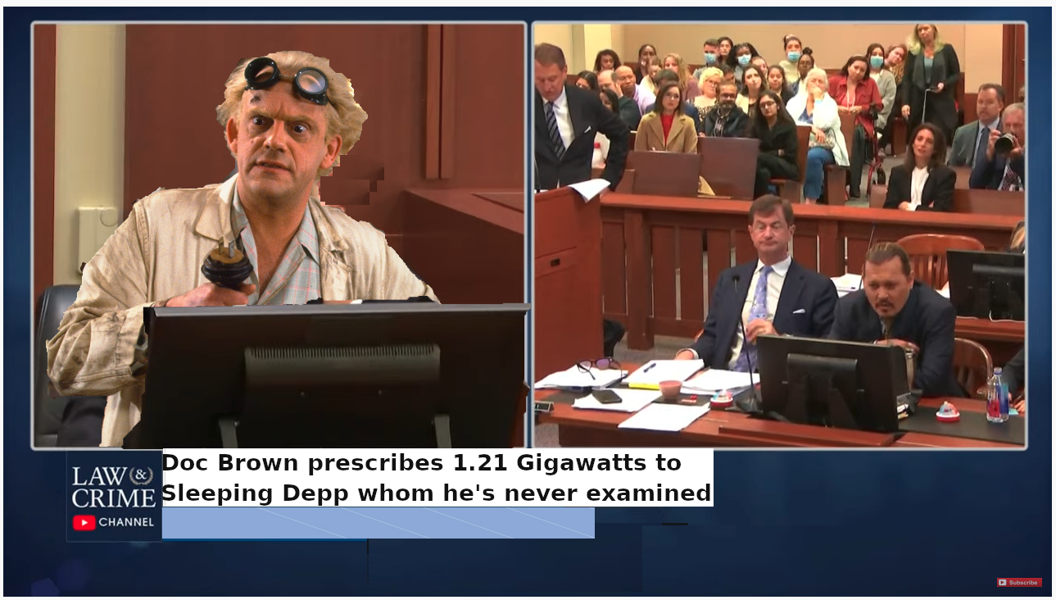 Doc Brown prescribes 1.21 Gigawatts to
Sleeping Depp whom he's never examined
LAW &
CRIME
CHANNEL
Subscribe